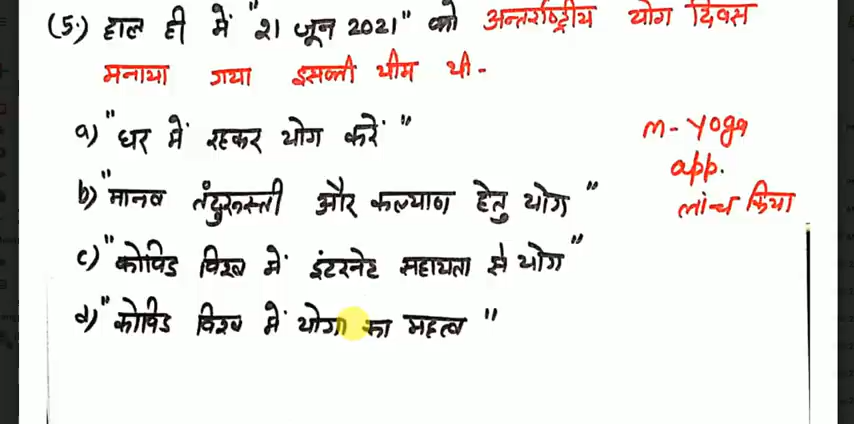 (5.) हाल ही में "21 जून 2021" को अन्तर्राष्ट्रीय योग दिवस
मनाया गया इसकी थीम थी -
a) "घर में रहकर योग करें"
m-yoga
app.
लांच किया
b) "मानव तंदुरूस्ती और कल्याण हेतु योग"
c) "कोविड विश्व में इंटरनेट सहायता से योग"
d) "कोविड विश्व में योगा का महत्व"